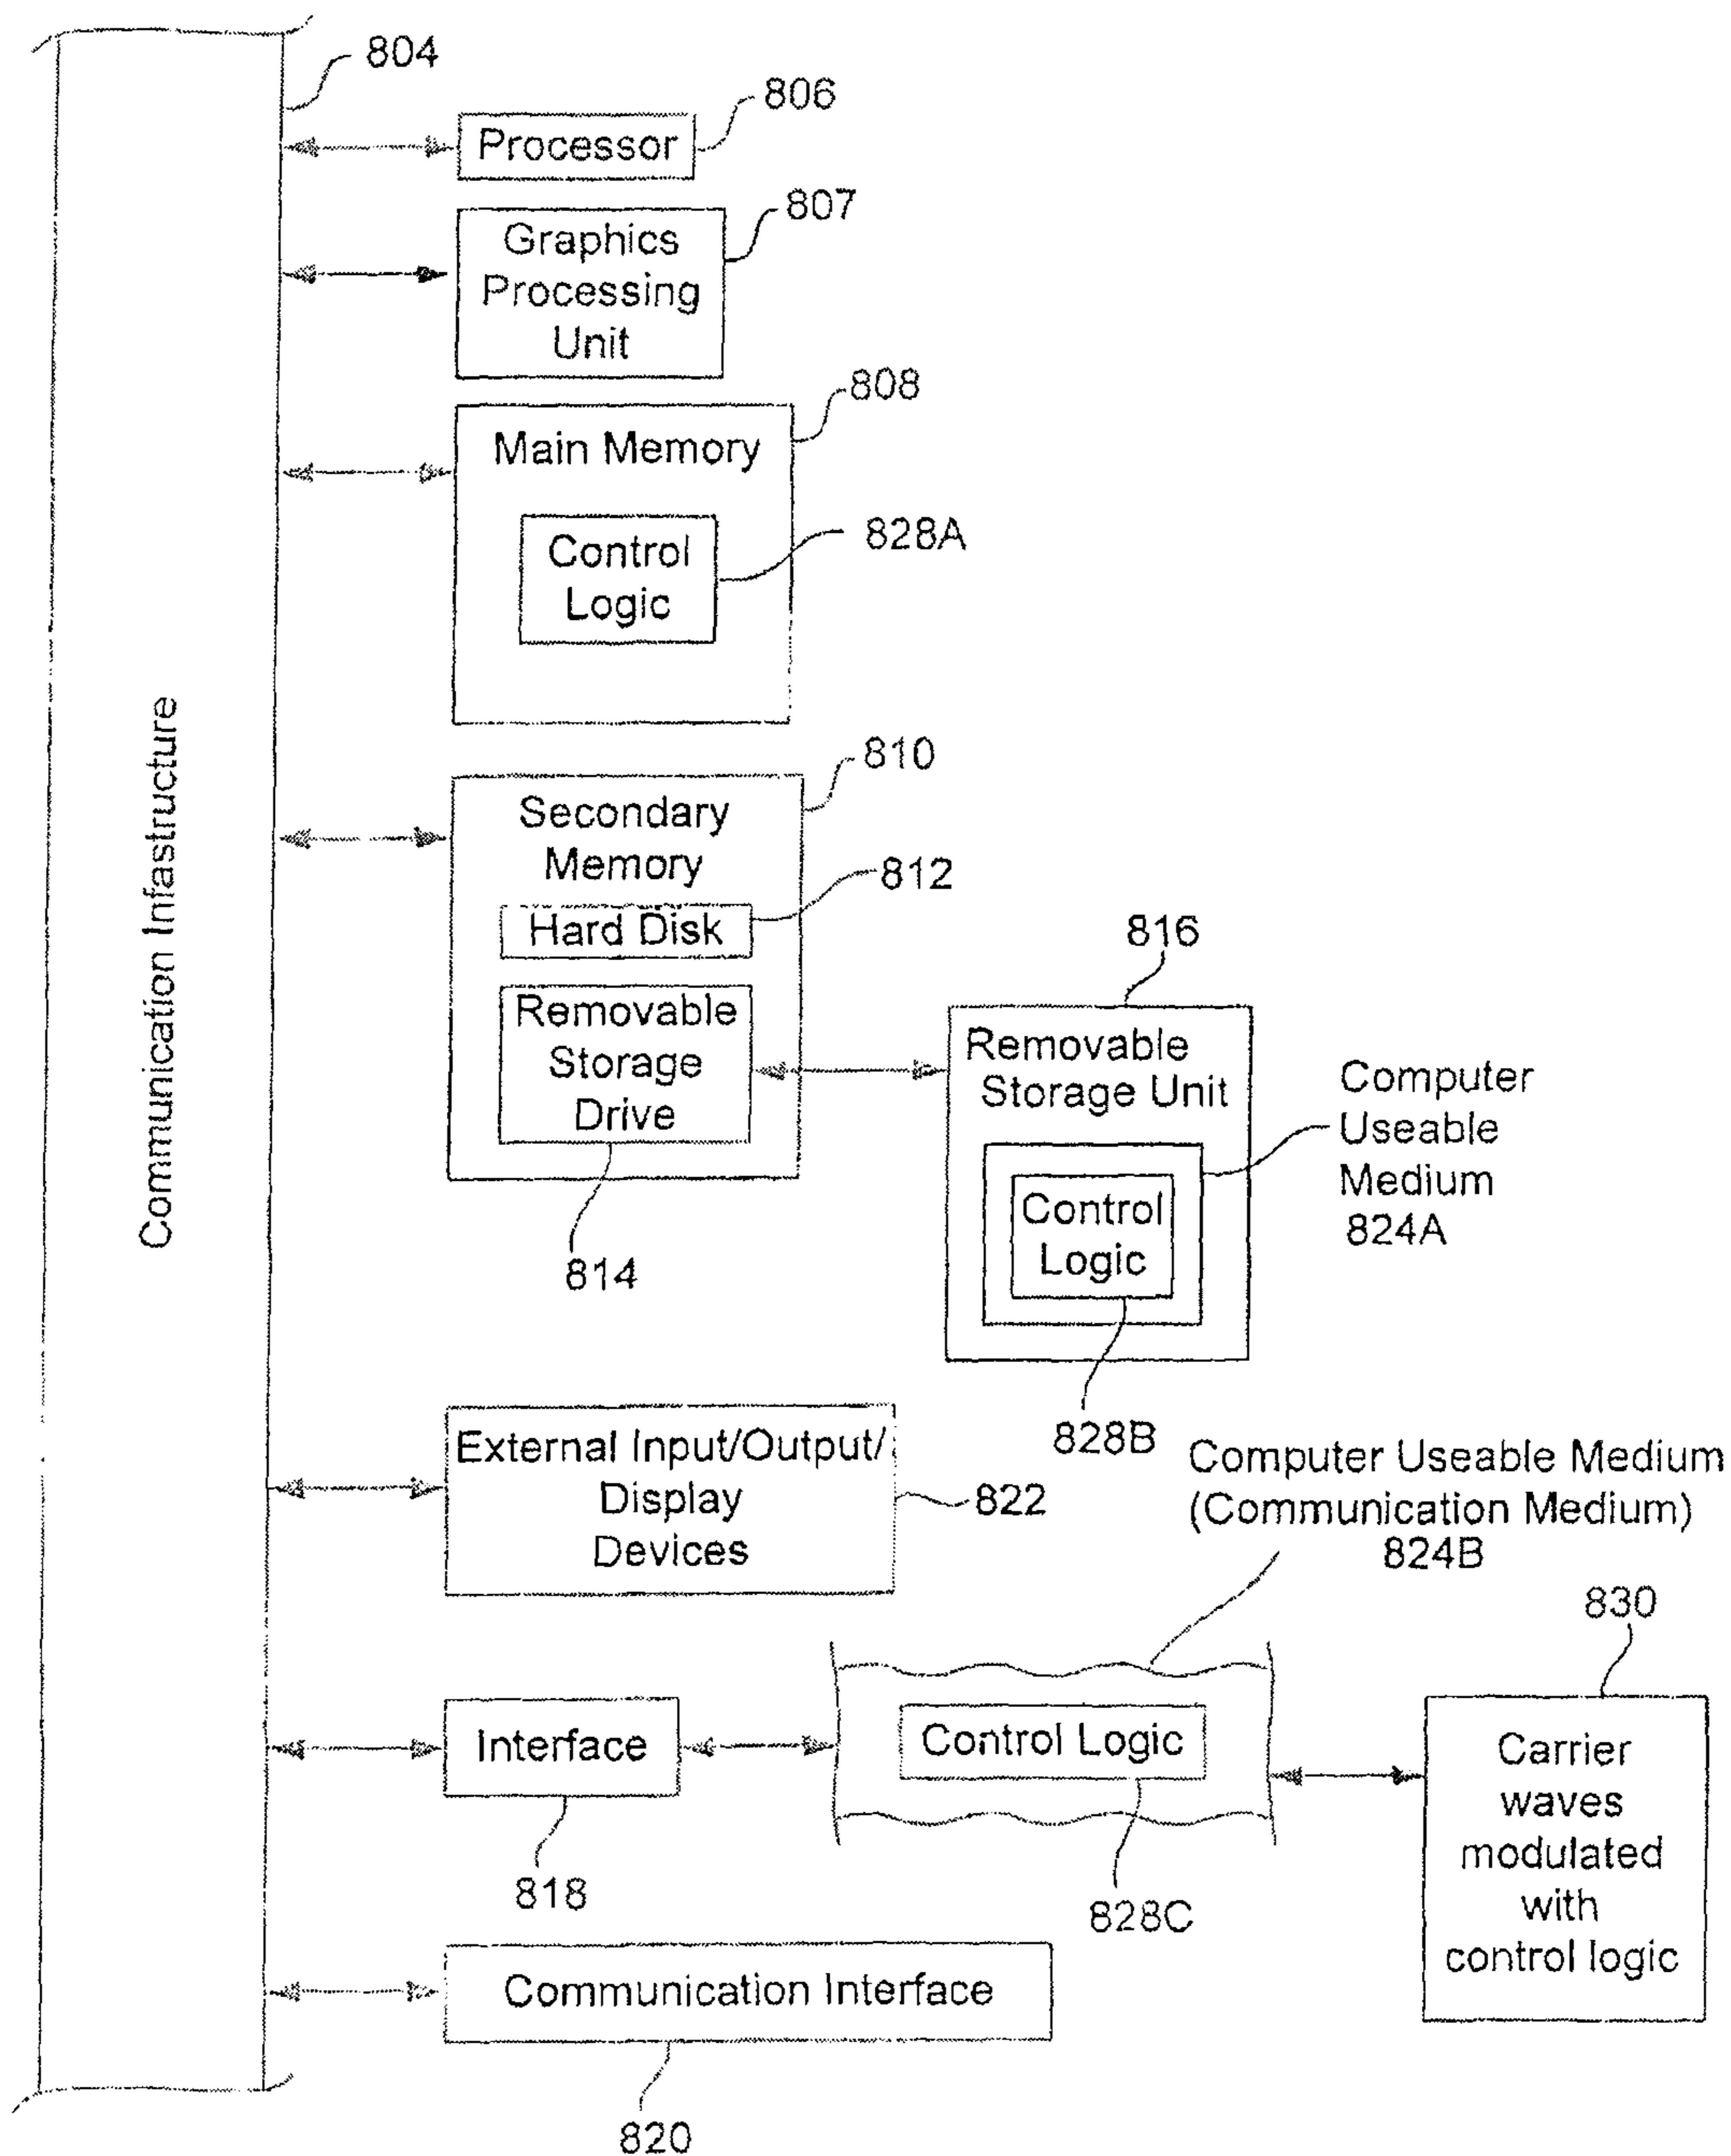 804
806
Processor
807
Graphics
Processing
Unit
808
Main Memory
Control
Logic
828A
Communication Infastructure
810
Secondary
Memory
812
Hard Disk
Removable
Storage
Drive
814
816
Removable
Storage Unit
Computer
Useable
Medium
824A
Control
Logic
828B
External Input/Output/
Display
Devices
822
Computer Useable Medium
(Communication Medium)
824B
830
Interface
818
Control Logic
828C
Carrier
waves
modulated
with
control logic
Communication Interface
820